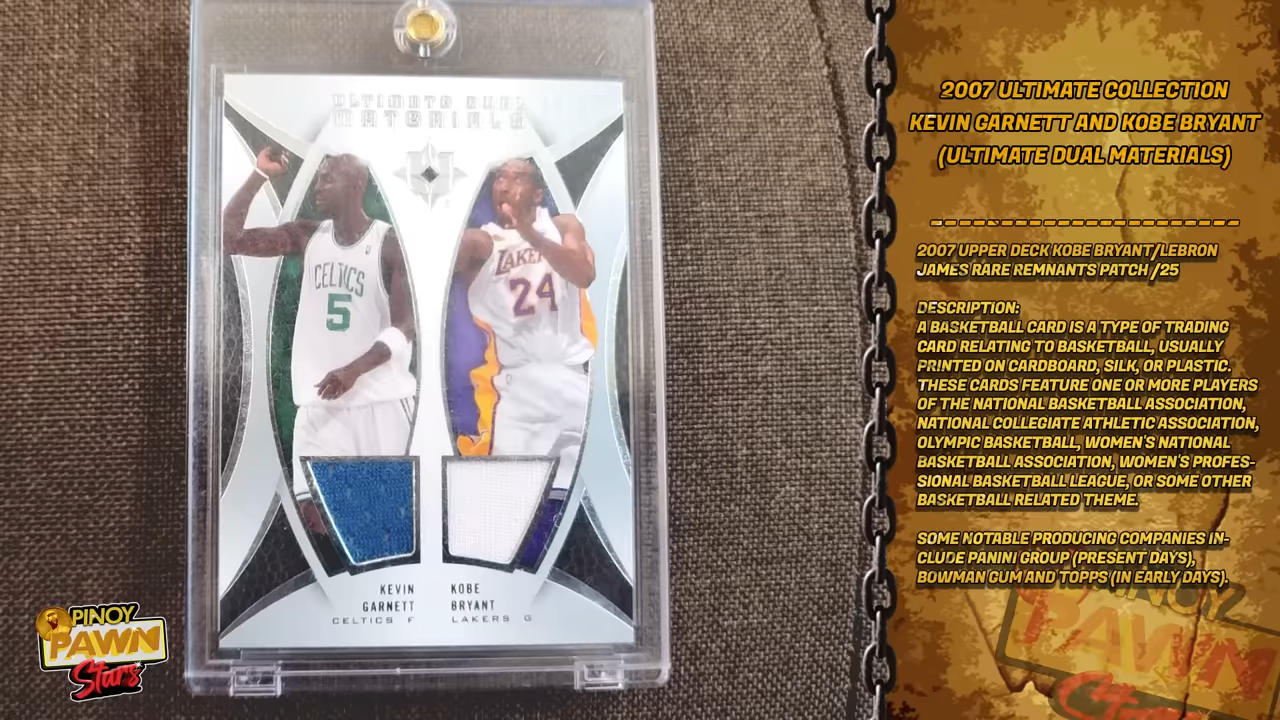 ULTIMATE DUAL
MATERIALS
CELTICS
5
LAKERS
24
KEVIN
GARNETT
CELTICS F
KOBE
BRYANT
LAKERS G
PINOY
PAWN
Stars
2007 ULTIMATE COLLECTION
KEVIN GARNETT AND KOBE BRYANT
(ULTIMATE DUAL MATERIALS)
2007 UPPER DECK KOBE BRYANT/LEBRON
JAMES RARE REMNANTS PATCH /25
DESCRIPTION:
A BASKETBALL CARD IS A TYPE OF TRADING
CARD RELATING TO BASKETBALL, USUALLY
PRINTED ON CARDBOARD, SILK, OR PLASTIC.
THESE CARDS FEATURE ONE OR MORE PLAYERS
OF THE NATIONAL BASKETBALL ASSOCIATION,
NATIONAL COLLEGIATE ATHLETIC ASSOCIATION,
OLYMPIC BASKETBALL, WOMEN'S NATIONAL
BASKETBALL ASSOCIATION, WOMEN'S PROFES-
SIONAL BASKETBALL LEAGUE, OR SOME OTHER
BASKETBALL RELATED THEME.
SOME NOTABLE PRODUCING COMPANIES IN-
CLUDE PANINI GROUP (PRESENT DAYS),
BOWMAN GUM AND TOPPS (IN EARLY DAYS).
PINOY
PAWN